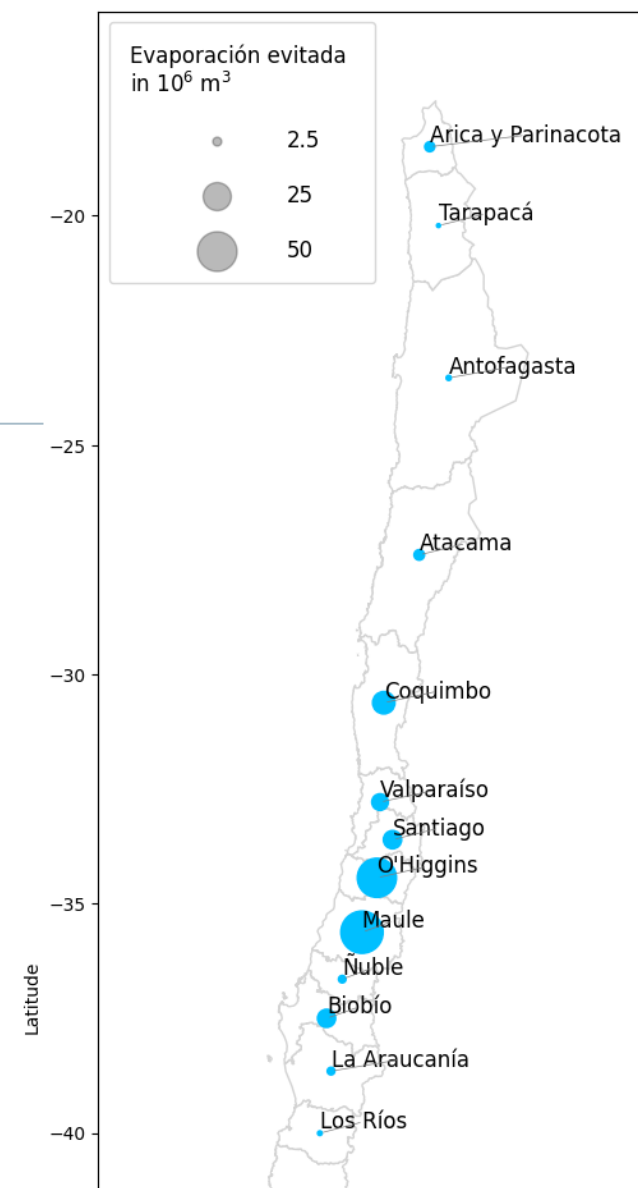 Evaporación evitada
in 10⁶ m³
2.5
25
50
Arica y Parinacota
−20
Tarapacá
Antofagasta
−25
Atacama
−30
Coquimbo
Valparaíso
Santiago
O'Higgins
−35
Maule
Ñuble
Latitude
Biobío
La Araucanía
Los Ríos
−40